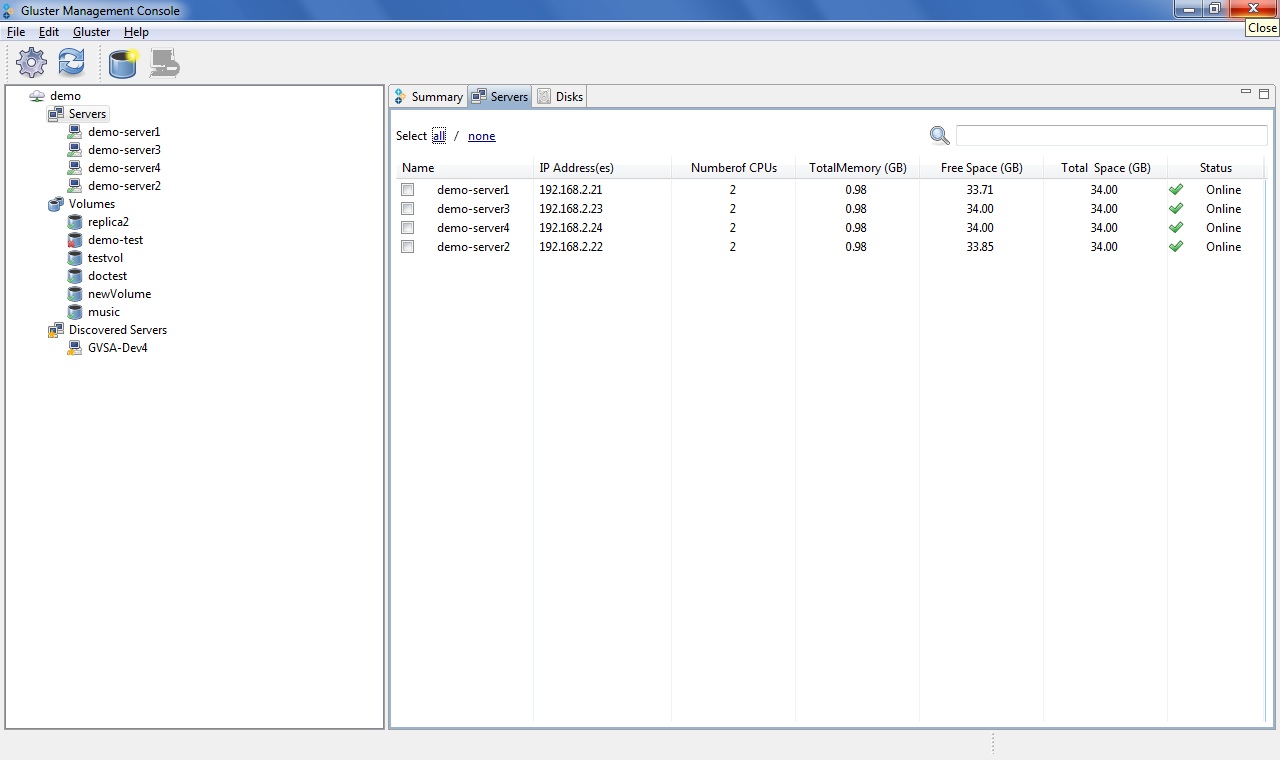 Gluster Management Console
File Edit Gluster Help
Close
demo
Servers
demo-server1
demo-server3
demo-server4
demo-server2
Volumes
replica2
demo-test
testvol
doctest
newVolume
music
Discovered Servers
GVSA-Dev4
Summary Servers Disks
Select all / none
Name IP Address(es) Numberof CPUs TotalMemory (GB) Free Space (GB) Total Space (GB) Status
demo-server1 192.168.2.21 2 0.98 33.71 34.00 Online
demo-server3 192.168.2.23 2 0.98 34.00 34.00 Online
demo-server4 192.168.2.24 2 0.98 34.00 34.00 Online
demo-server2 192.168.2.22 2 0.98 33.85 34.00 Online